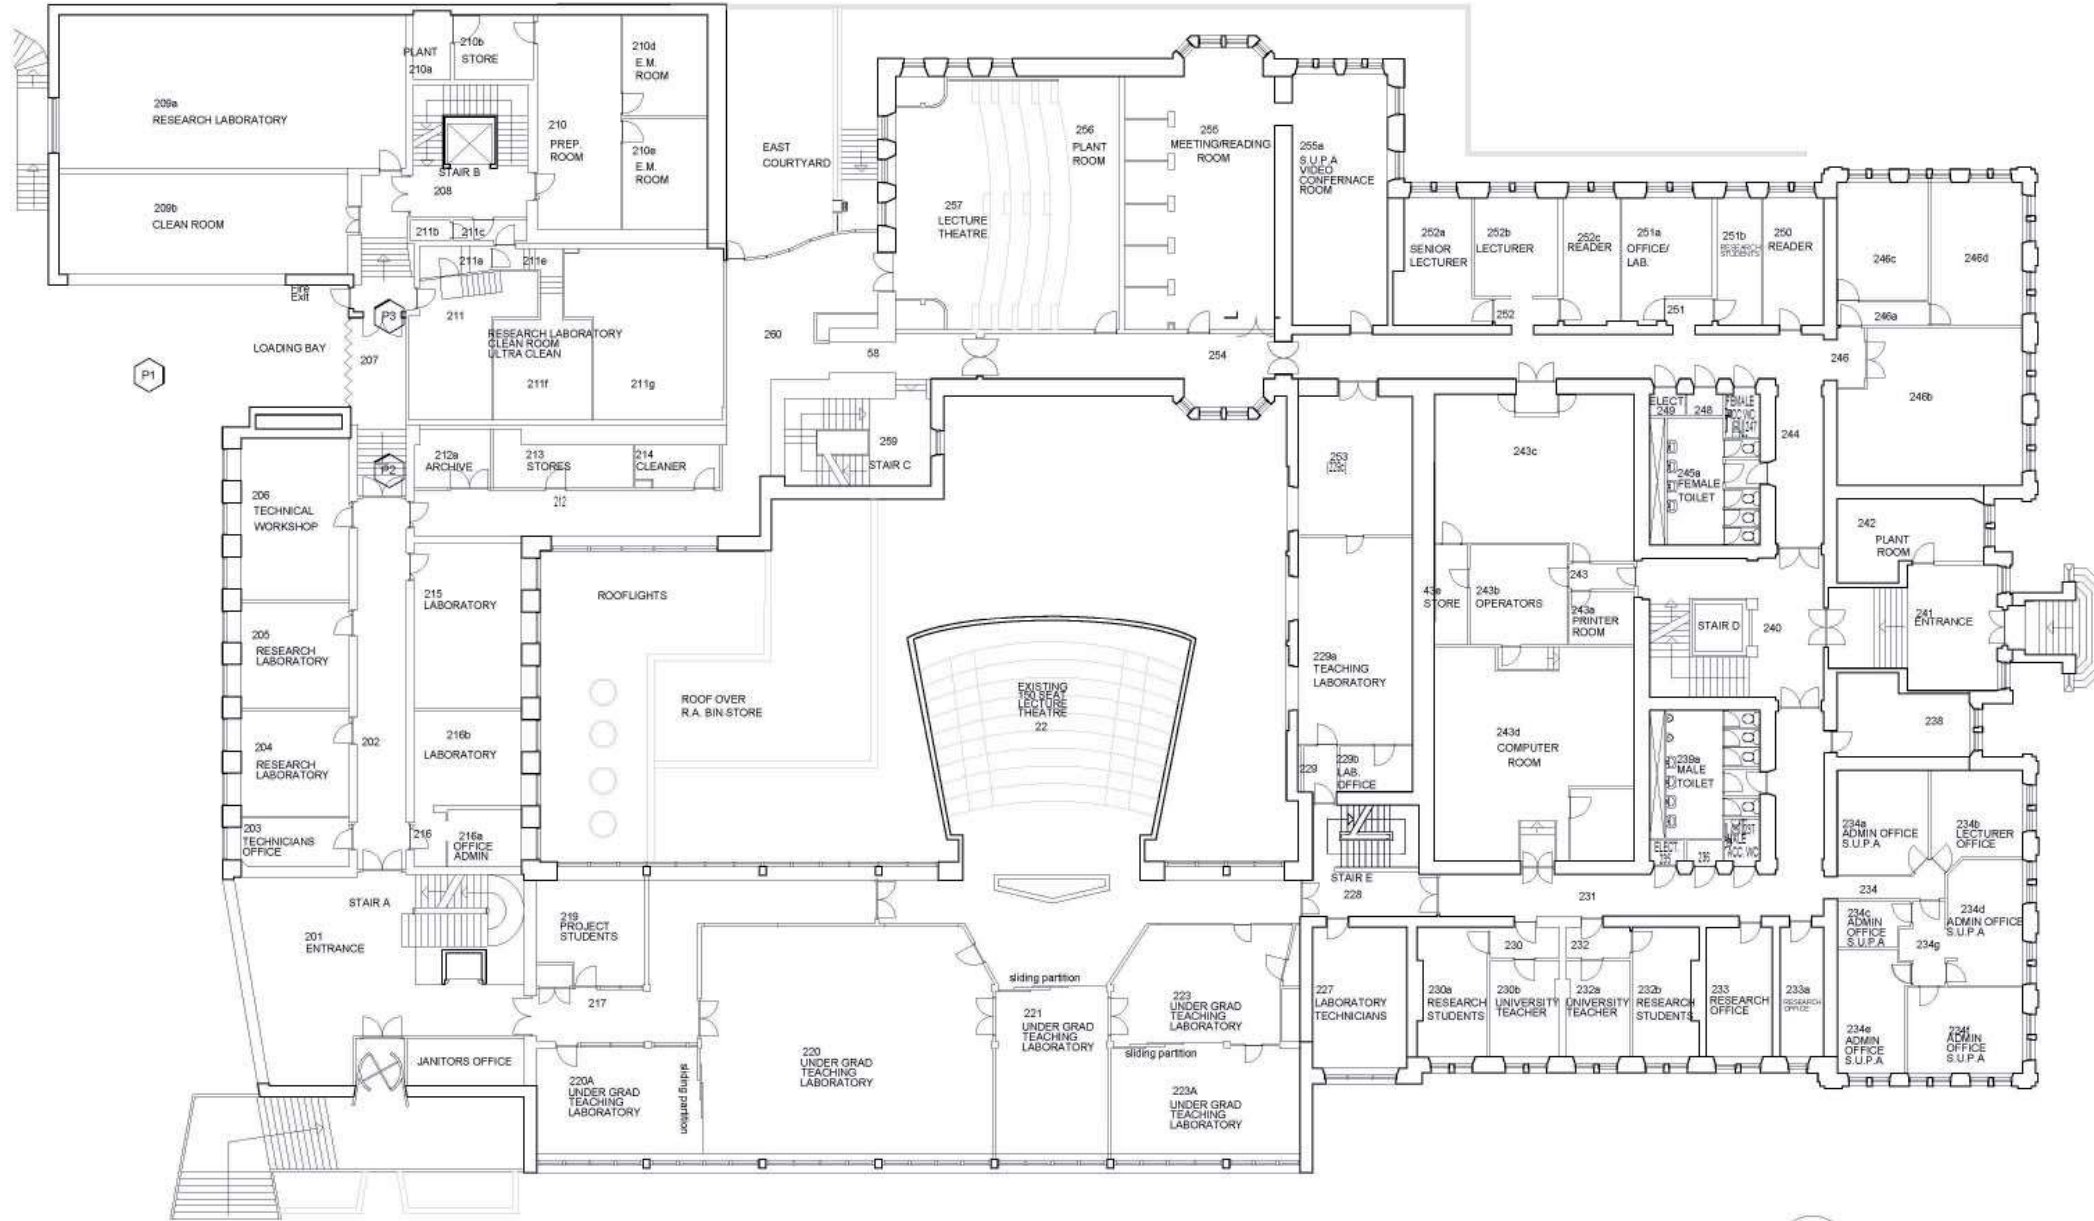 209a
RESEARCH LABORATORY
PLANT
210a
210b
STORE
210d
E.M.
ROOM
210
PREP.
ROOM
210e
E.M.
ROOM
STAIR B
208
209b
CLEAN ROOM
211b
211c
211a
211e
211
RESEARCH LABORATORY
CLEAN ROOM
ULTRA CLEAN
211f
211g
Fire
Exit
P3
LOADING BAY
207
P1
P2
EAST
COURTYARD
257
LECTURE
THEATRE
256
PLANT
ROOM
255
MEETING/READING
ROOM
255a
S.U.P.A
VIDEO
CONFERNACE
ROOM
252a
SENIOR
LECTURER
252b
LECTURER
252c
READER
251a
OFFICE/
LAB.
251b
RESEARCH
STUDENTS
250
READER
252
251
246c
246d
246a
246
246b
260
58
254
259
STAIR C
212a
ARCHIVE
213
STORES
214
CLEANER
212
206
TECHNICAL
WORKSHOP
205
RESEARCH
LABORATORY
204
RESEARCH
LABORATORY
203
TECHNICIANS
OFFICE
202
215
LABORATORY
216b
LABORATORY
216
216a
OFFICE
ADMIN
ROOFLIGHTS
ROOF OVER
R.A. BIN-STORE
EXISTING
150 SEAT
LECTURE
THEATRE
22
253
229a
TEACHING
LABORATORY
229
229b
LAB.
OFFICE
243c
43e
STORE
243b
OPERATORS
243
243a
PRINTER
ROOM
243d
COMPUTER
ROOM
ELECT
249
248
FEMALE
247
245a
FEMALE
TOILET
244
242
PLANT
ROOM
241
ENTRANCE
STAIR D
240
238
239a
MALE
TOILET
ELECT
234a
ADMIN OFFICE
S.U.P.A
234b
LECTURER
OFFICE
234
234c
ADMIN
OFFICE
S.U.P.A
234d
ADMIN OFFICE
S.U.P.A
234g
234e
ADMIN
OFFICE
S.U.P.A
234f
ADMIN
OFFICE
S.U.P.A
STAIR A
201
ENTRANCE
219
PROJECT
STUDENTS
217
JANITORS OFFICE
220A
UNDER GRAD
TEACHING
LABORATORY
sliding partition
220
UNDER GRAD
TEACHING
LABORATORY
sliding partition
221
UNDER GRAD
TEACHING
LABORATORY
223
UNDER GRAD
TEACHING
LABORATORY
sliding partition
223A
UNDER GRAD
TEACHING
LABORATORY
STAIR E
228
231
227
LABORATORY
TECHNICIANS
230
230a
RESEARCH
STUDENTS
230b
UNIVERSITY
TEACHER
232
232a
UNIVERSITY
TEACHER
232b
RESEARCH
STUDENTS
233
RESEARCH
OFFICE
233a
RESEARCH
OFFICE